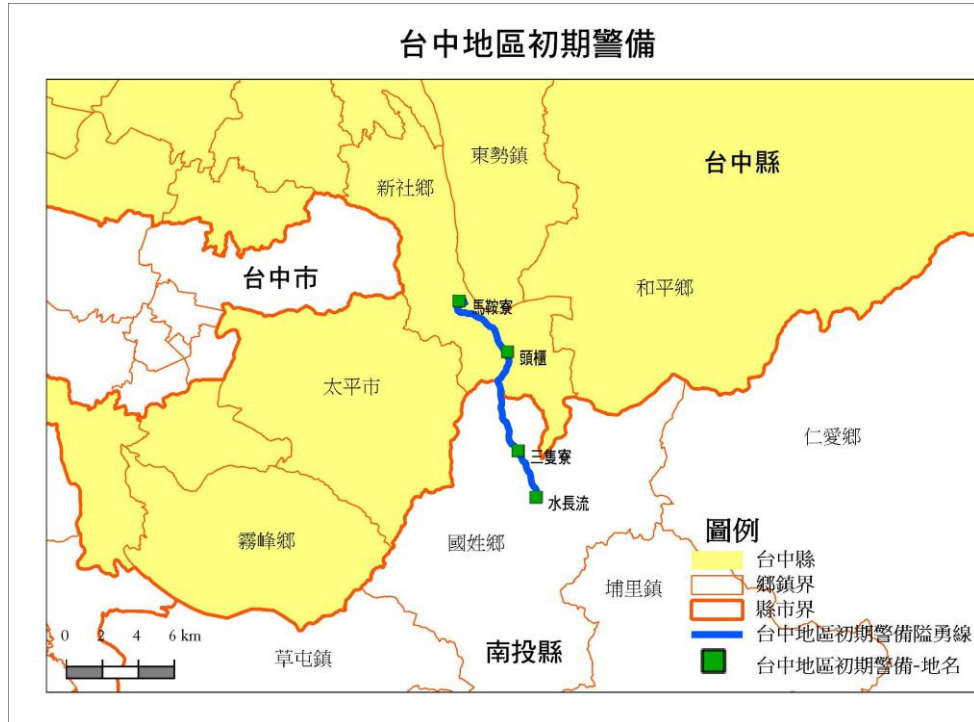 台中地區初期警備
東勢鎮
台中縣
新社鄉
台中市
和平鄉
馬鞍寮
頭櫃
太平市
仁愛鄉
三隻寮
水長流
霧峰鄉
國姓鄉
圖例
台中縣
埔里鎮
鄉鎮界
縣市界
0 2 4 6 km
台中地區初期警備隘勇線
草屯鎮
南投縣
台中地區初期警備-地名